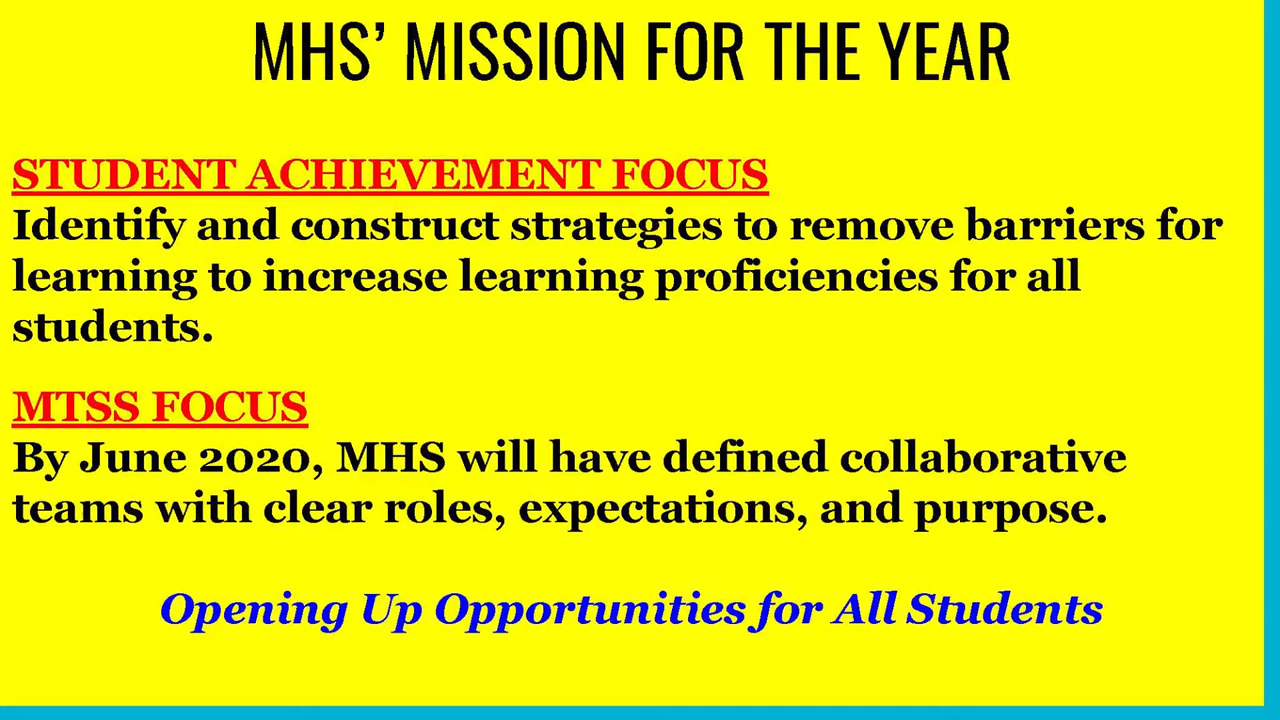 MHS’ MISSION FOR THE YEAR
STUDENT ACHIEVEMENT FOCUS
Identify and construct strategies to remove barriers for
learning to increase learning proficiencies for all
students.
MTSS FOCUS
By June 2020, MHS will have defined collaborative
teams with clear roles, expectations, and purpose.
Opening Up Opportunities for All Students